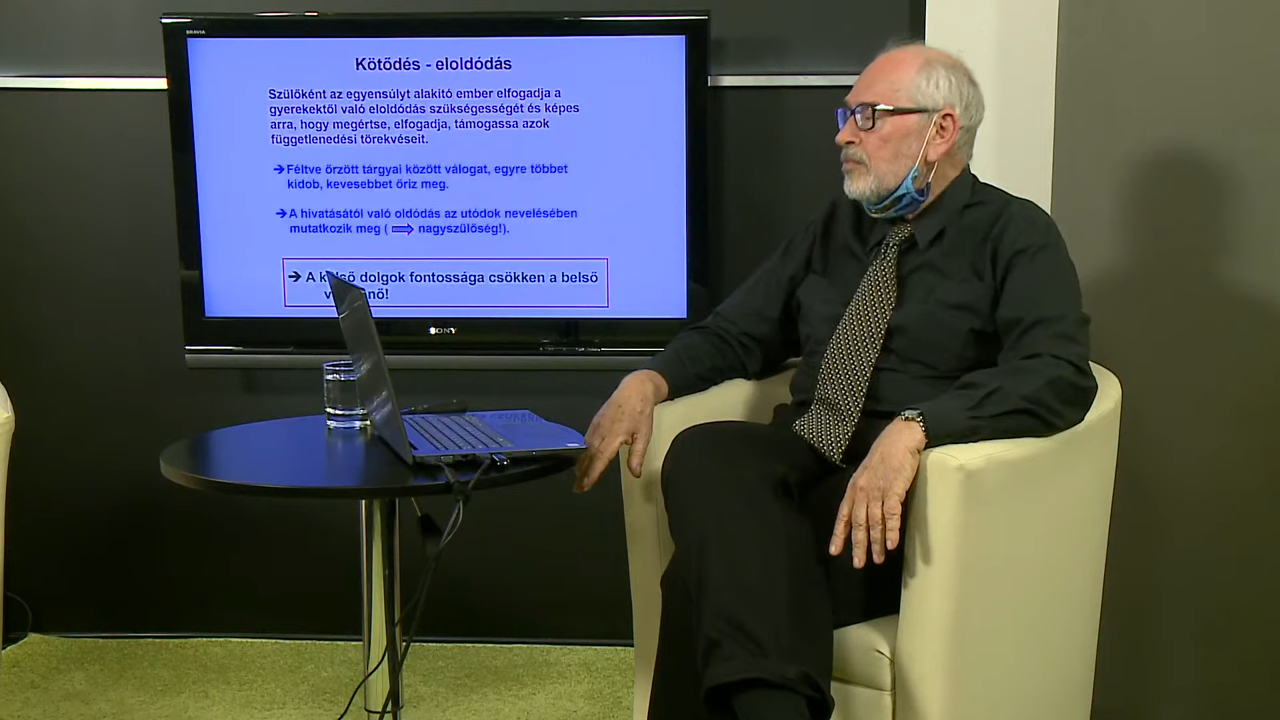 BRAVIA
Kötődés - eloldódás
Szülőként az egyensúlyt alakító ember elfogadja a
gyerekektől való eloldódás szükségességét és képes
arra, hogy megértse, elfogadja, támogassa azok
függetlenedési törekvéseit.
➔Féltve őrzött tárgyai között válogat, egyre többet
kidob, kevesebbet őriz meg.
➔A hivatásától való oldódás az utódok nevelésében
mutatkozik meg ( ⇨ nagyszülőség!).
➔ A dolgok fontossága csökken a belső
SONY